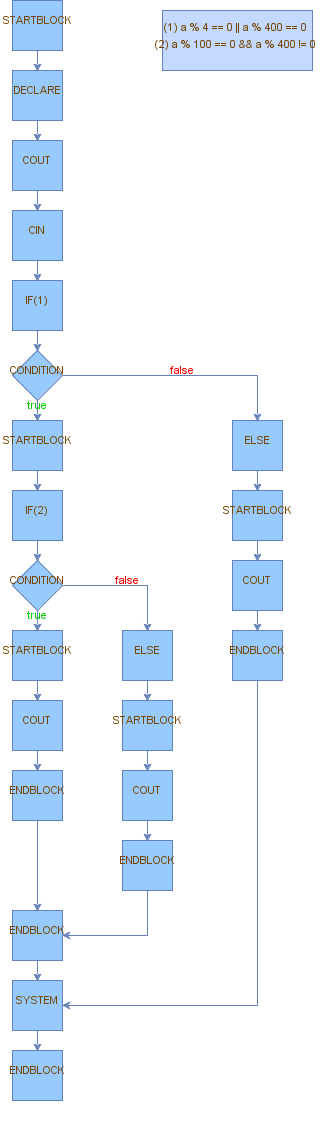 STARTBLOCK
(1) a % 4 == 0 || a % 400 == 0
(2) a % 100 == 0 && a % 400 != 0
DECLARE
COUT
CIN
IF(1)
CONDITION
false
true
STARTBLOCK
ELSE
IF(2)
STARTBLOCK
CONDITION
false
COUT
true
STARTBLOCK
ELSE
ENDBLOCK
COUT
STARTBLOCK
ENDBLOCK
COUT
ENDBLOCK
ENDBLOCK
SYSTEM
ENDBLOCK